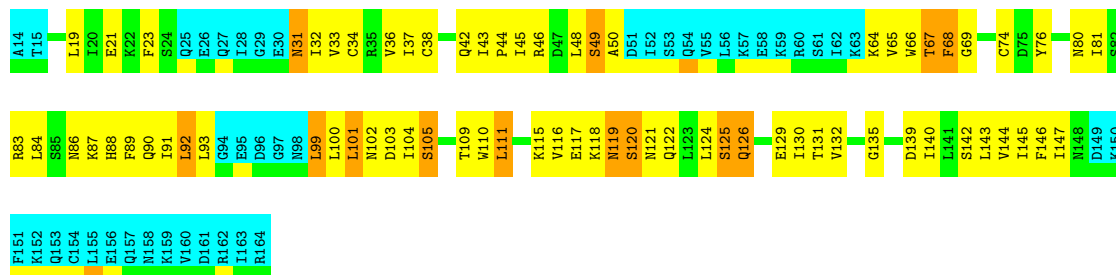 A14 T15 L19 I20 E21 K22 F23 S24 Q25 E26 Q27 I28 G29 E30 N31 I32 V33 C34 R35 V36 I37 C38 Q42 I43 P44 I45 R46 D47 L48 S49 A50 D51 I52 S53 Q54 V55 L56 K57 E58 K59 R60 S61 I62 K63 K64 V65 W66 T67 F68 G69 C74 D75 Y76 N80 I81 S82
R83 L84 S85 N86 K87 H88 F89 Q90 I91 L92 L93 G94 E95 D96 G97 N98 L99 L100 L101 N102 D103 I104 S105 T109 W110 L111 K115 V116 E117 K118 N119 S120 N121 Q122 L123 L124 S125 Q126 E129 I130 T131 V132 G135 D139 I140 L141 S142 L143 V144 I145 F146 I147 N148 D149 K150
F151 K152 Q153 C154 L155 E156 Q157 N158 K159 V160 D161 R162 I163 R164